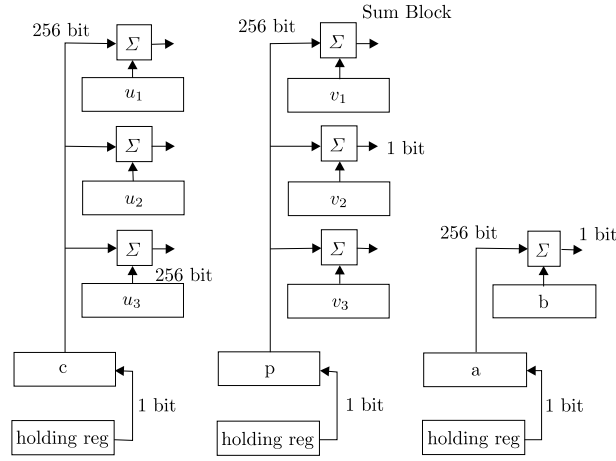 Sum Block
256 bit
256 bit
Σ
Σ
u1
v1
Σ
Σ
1 bit
u2
v2
256 bit
1 bit
Σ
Σ
Σ
256 bit
u3
v3
b
c
p
a
1 bit
1 bit
1 bit
holding reg
holding reg
holding reg